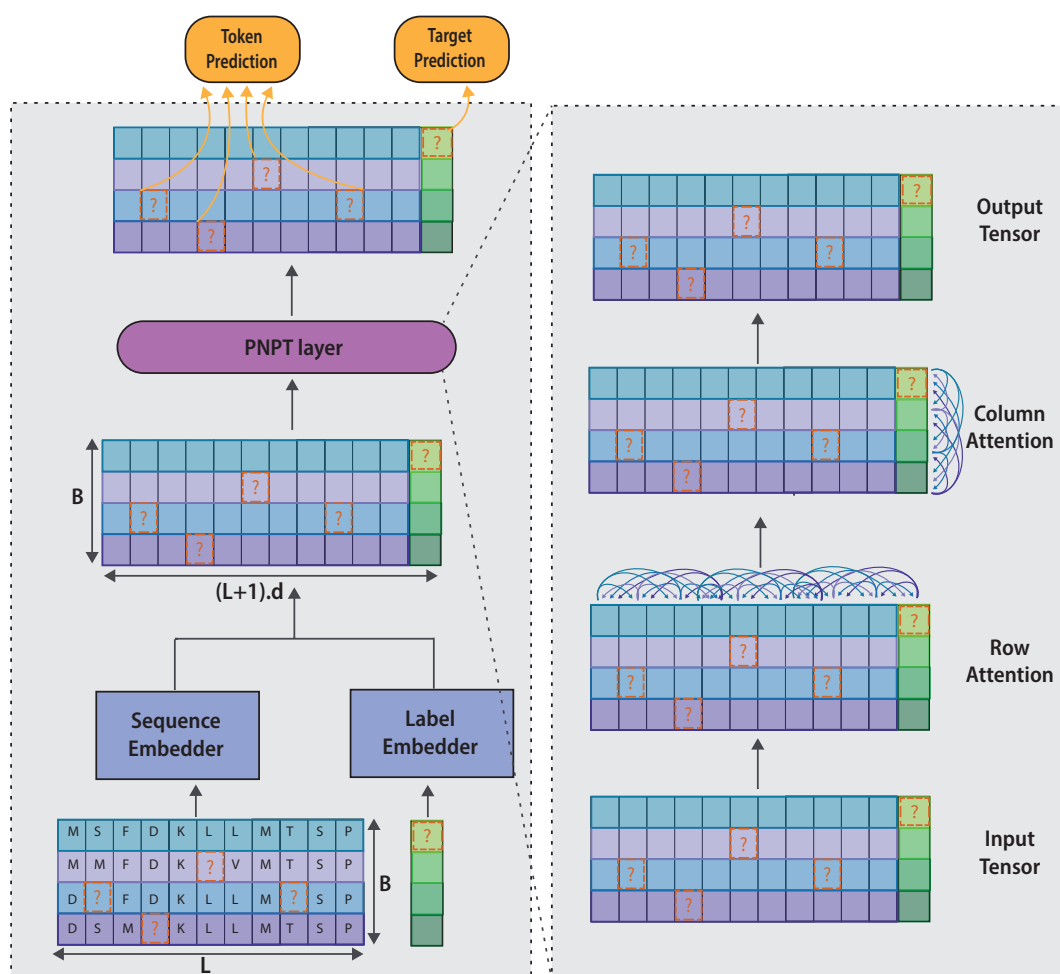 Token
Prediction
Target
Prediction
?
?
? ?
?
PNPT layer
B
?
?
? ?
?
(L+1).d
Sequence
Embedder
Label
Embedder
M S F D K L L M T S P
M M F D K ? V M T S P
D ? F D K L L M ? S P
D S M ? K L L M T S P
B
L
?
Output
Tensor
?
?
? ?
?
Column
Attention
?
?
? ?
?
Row
Attention
?
?
? ?
?
Input
Tensor
?
?
? ?
?